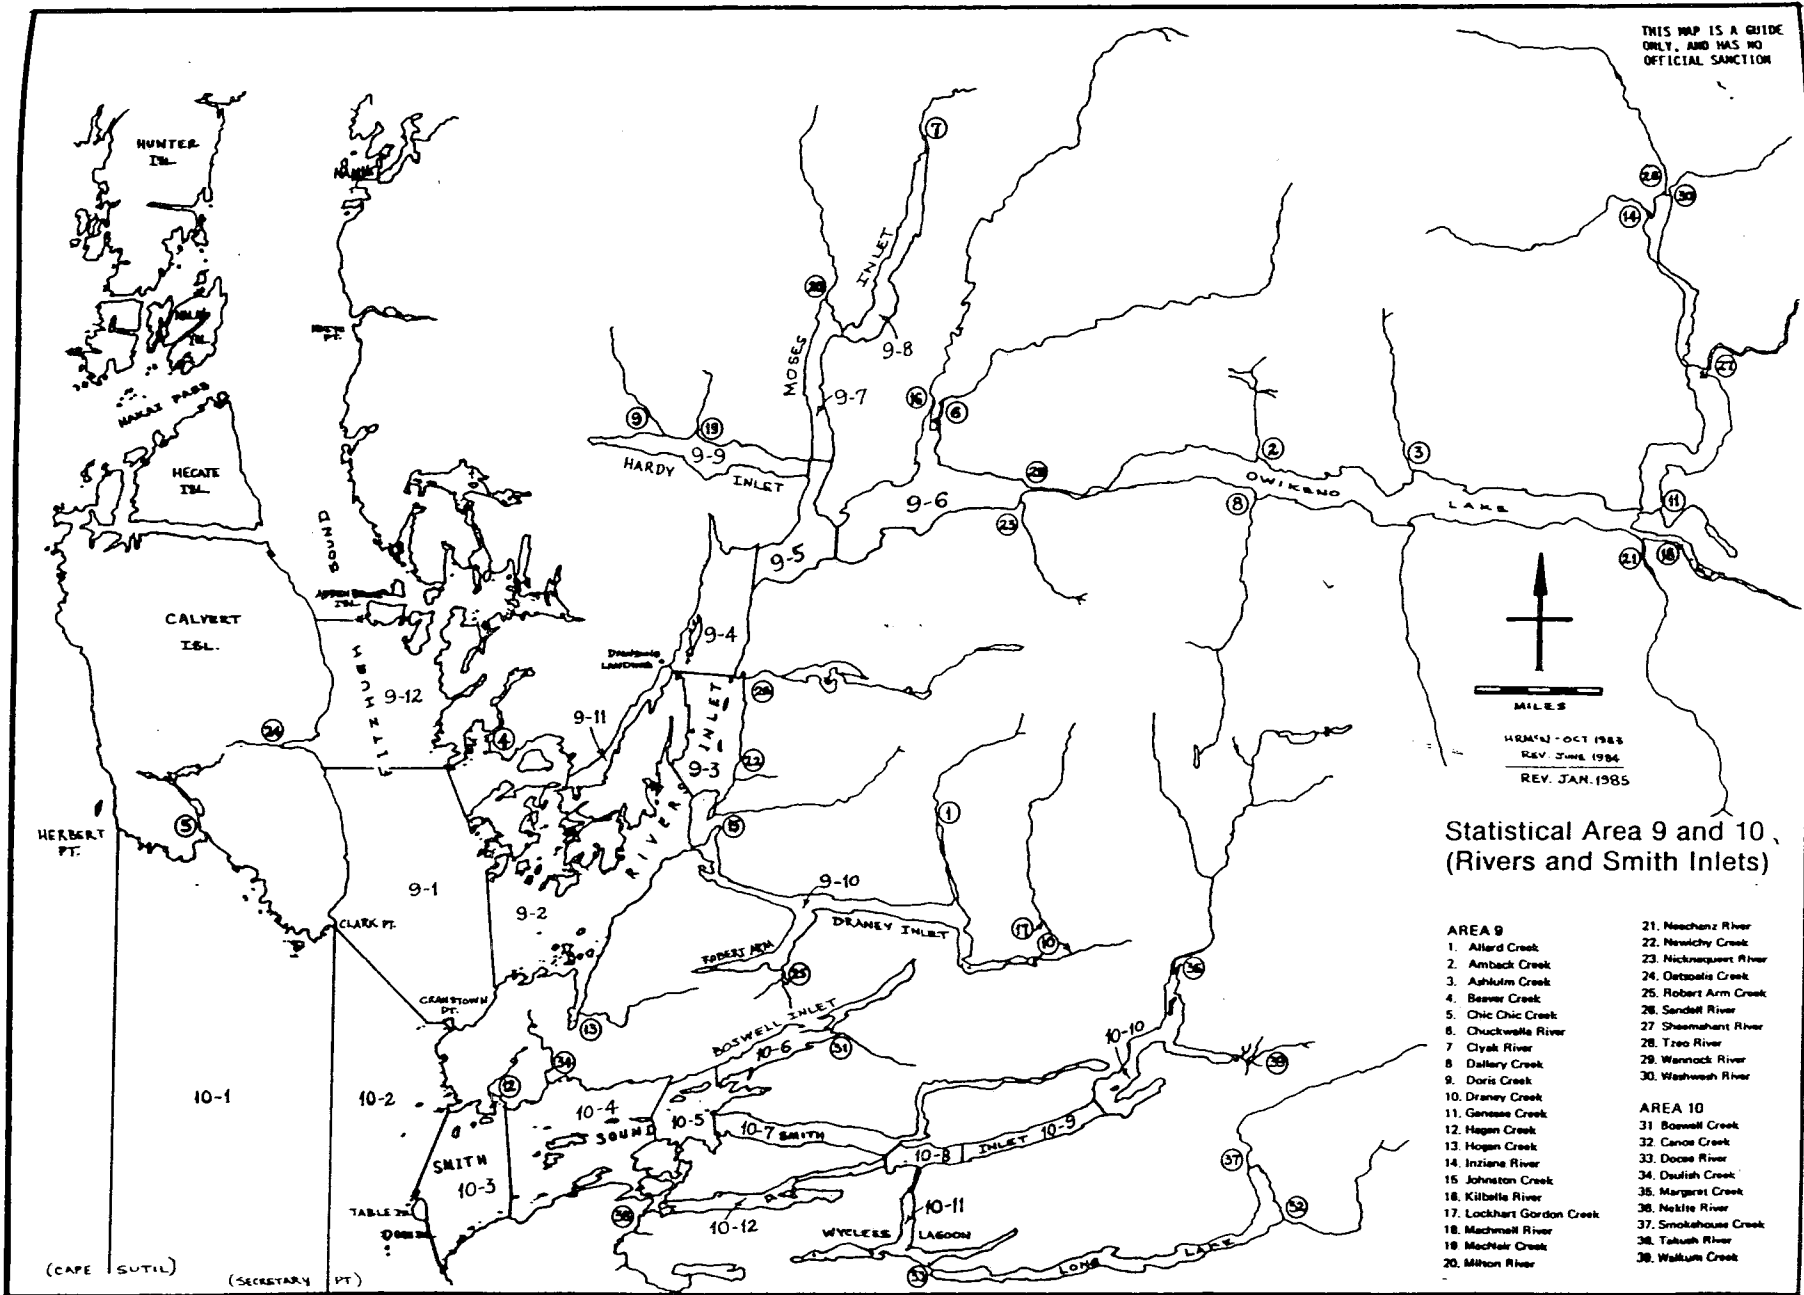 THIS MAP IS A GUIDE
ONLY, AND HAS NO
OFFICIAL SANCTION
HUNTER
ISL.
HAKAI PASS
HECATE
ISL.
CALVERT
ISL.
FITZHUGH
SOUND
HERBERT
PT.
CLARK PT.
CRANSTOWN
PT.
(CAPE SUTIL)
(SECRETARY PT)
MOSES
INLET
HARDY INLET
OWIKENO
LAKE
LANDING
RIVERS
INLET
DRANEY INLET
ROBERT ARM
BOSWELL INLET
SMITH
SOUND
SMITH INLET
WYCLESS LAGOON
LONG LAKE
9-1
9-2
9-3
9-4
9-5
9-6
9-7
9-8
9-9
9-10
9-11
9-12
10-1
10-2
10-3
10-4
10-5
10-6
10-7
10-8
10-9
10-10
10-11
10-12
MILES
OCT 1983
REV. JUNE 1984
REV. JAN. 1985
Statistical Area 9 and 10
(Rivers and Smith Inlets)
AREA 9
1. Allard Creek
2. Amback Creek
3. Ashlulm Creek
4. Beaver Creek
5. Chic Chic Creek
6. Chuckwalla River
7 Clyak River
8 Dallery Creek
9. Doris Creek
10. Draney Creek
11. Genesee Creek
12. Hagen Creek
13. Hogan Creek
14. Inziana River
15 Johnston Creek
16. Kilbella River
17. Lockhart Gordon Creek
18. Machmell River
19 MacNair Creek
20. Milton River
21. Neechanz River
22. Newichy Creek
23. Nicknaqueet River
24. Oatsoalis Creek
25. Robert Arm Creek
26. Sandell River
27 Sheemahant River
28. Tzeo River
29. Wannock River
30. Washwash River
AREA 10
31 Boswell Creek
32. Canoe Creek
33. Docee River
34. Dsulish Creek
35. Margaret Creek
36. Nekite River
37. Smokehouse Creek
38. Takush River
39. Walkum Creek